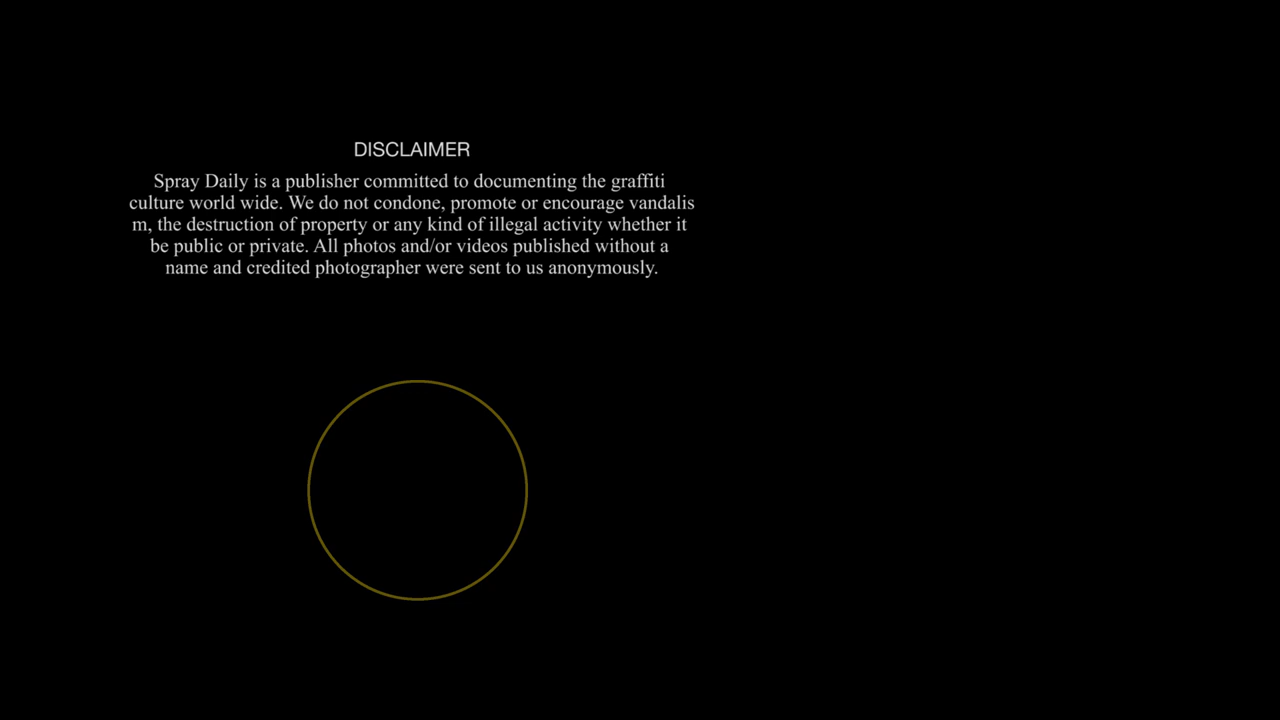 DISCLAIMER
Spray Daily is a publisher committed to documenting the graffiti
culture world wide. We do not condone, promote or encourage vandalis
m, the destruction of property or any kind of illegal activity whether it
be public or private. All photos and/or videos published without a
name and credited photographer were sent to us anonymously.